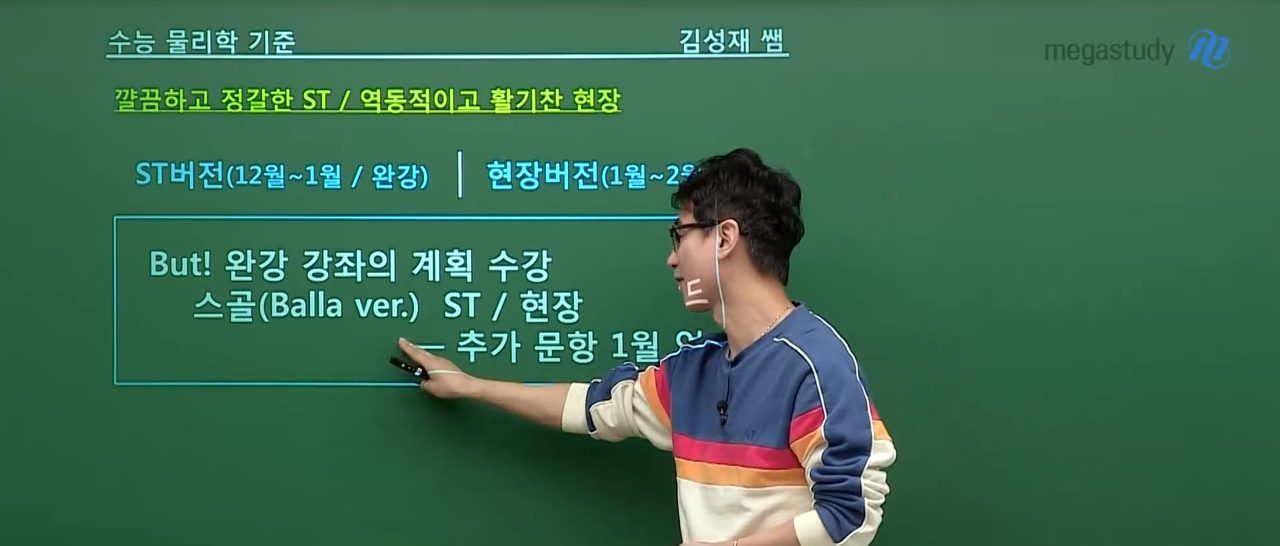 수능 물리학 기준 김성재 쌤
megastudy
깔끔하고 정갈한 ST / 역동적이고 활기찬 현장
ST버전(12월~1월 / 완강) | 현장버전(1월~2월
But! 완강 강좌의 계획 수강
스골(Balla ver.) ST / 현장
— 추가 문항 1월